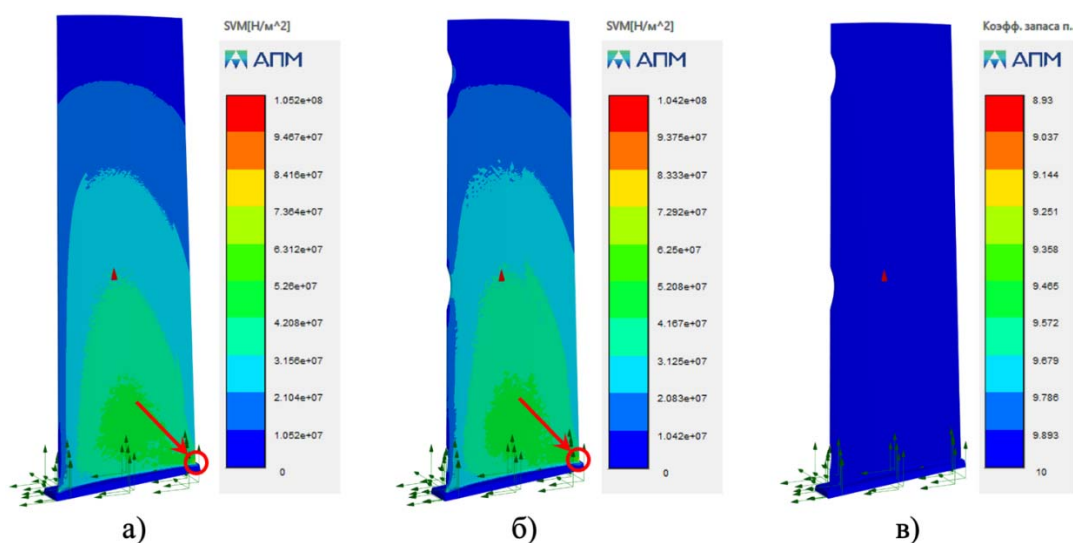 SVM[Н/м^2]
АПМ
1.052e+08
9.467e+07
8.416e+07
7.364e+07
6.312e+07
5.26e+07
4.208e+07
3.156e+07
2.104e+07
1.052e+07
0
а)
SVM[Н/м^2]
АПМ
1.042e+08
9.375e+07
8.333e+07
7.292e+07
6.25e+07
5.208e+07
4.167e+07
3.125e+07
2.083e+07
1.042e+07
0
б)
Коэфф. запаса п.
АПМ
8.93
9.037
9.144
9.251
9.358
9.465
9.572
9.679
9.786
9.893
10
в)